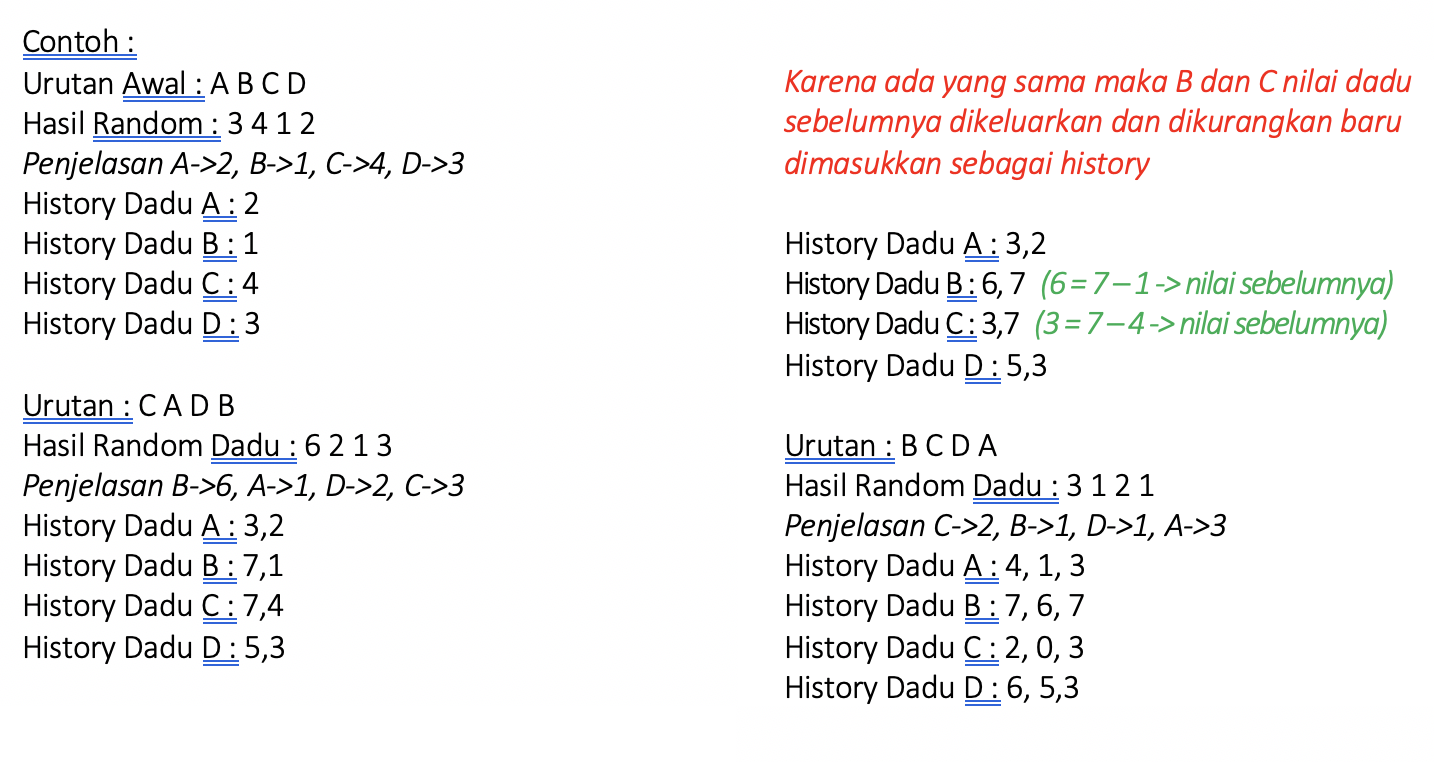 Contoh :
Urutan Awal : A B C D
Hasil Random : 3 4 1 2
Penjelasan A->2, B->1, C->4, D->3
History Dadu A : 2
History Dadu B : 1
History Dadu C : 4
History Dadu D : 3
Urutan : C A D B
Hasil Random Dadu : 6 2 1 3
Penjelasan B->6, A->1, D->2, C->3
History Dadu A : 3,2
History Dadu B : 7,1
History Dadu C : 7,4
History Dadu D : 5,3
Karena ada yang sama maka B dan C nilai dadu
sebelumnya dikeluarkan dan dikurangkan baru
dimasukkan sebagai history
History Dadu A : 3,2
History Dadu B : 6, 7 (6 = 7 – 1 -> nilai sebelumnya)
History Dadu C : 3,7 (3 = 7 – 4 -> nilai sebelumnya)
History Dadu D : 5,3
Urutan : B C D A
Hasil Random Dadu : 3 1 2 1
Penjelasan C->2, B->1, D->1, A->3
History Dadu A : 4, 1, 3
History Dadu B : 7, 6, 7
History Dadu C : 2, 0, 3
History Dadu D : 6, 5,3